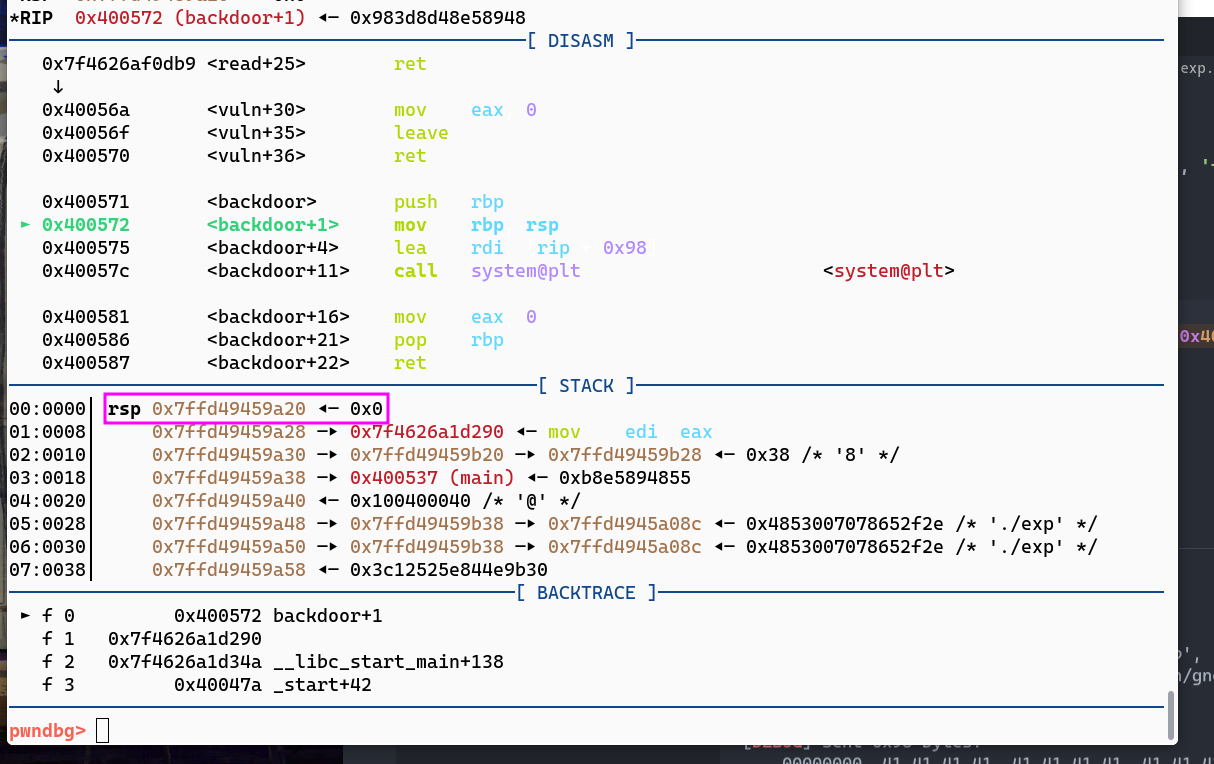 *RIP  0x400572 (backdoor+1) ◂— 0x983d8d48e58948
[ DISASM ]
0x7f4626af0db9 <read+25>        ret
↓
0x40056a       <vuln+30>        mov    eax  0
0x40056f       <vuln+35>        leave
0x400570       <vuln+36>        ret
0x400571       <backdoor>       push   rbp
► 0x400572       <backdoor+1>     mov    rbp  rsp
0x400575       <backdoor+4>     lea    rdi  [rip + 0x98]
0x40057c       <backdoor+11>    call   system@plt                      <system@plt>
0x400581       <backdoor+16>    mov    eax  0
0x400586       <backdoor+21>    pop    rbp
0x400587       <backdoor+22>    ret
[ STACK ]
00:0000│ rsp 0x7ffd49459a20 ◂— 0x0
01:0008│     0x7ffd49459a28 —▸ 0x7f4626a1d290 ◂— mov    edi  eax
02:0010│     0x7ffd49459a30 —▸ 0x7ffd49459b20 —▸ 0x7ffd49459b28 ◂— 0x38 /* '8' */
03:0018│     0x7ffd49459a38 —▸ 0x400537 (main) ◂— 0xb8e5894855
04:0020│     0x7ffd49459a40 ◂— 0x100400040 /* '@' */
05:0028│     0x7ffd49459a48 —▸ 0x7ffd49459b38 —▸ 0x7ffd4945a08c ◂— 0x4853007078652f2e /* './exp' */
06:0030│     0x7ffd49459a50 —▸ 0x7ffd49459b38 —▸ 0x7ffd4945a08c ◂— 0x4853007078652f2e /* './exp' */
07:0038│     0x7ffd49459a58 ◂— 0x3c12525e844e9b30
[ BACKTRACE ]
► f 0         0x400572 backdoor+1
f 1   0x7f4626a1d290
f 2   0x7f4626a1d34a __libc_start_main+138
f 3         0x40047a _start+42
pwndbg>
exp.